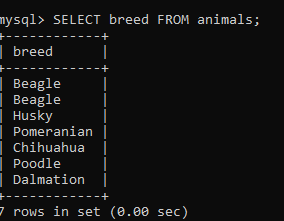 mysql> SELECT breed FROM animals;
+------------+
| breed      |
+------------+
| Beagle     |
| Beagle     |
| Husky      |
| Pomeranian |
| Chihuahua  |
| Poodle     |
| Dalmation  |
+------------+
7 rows in set (0.00 sec)